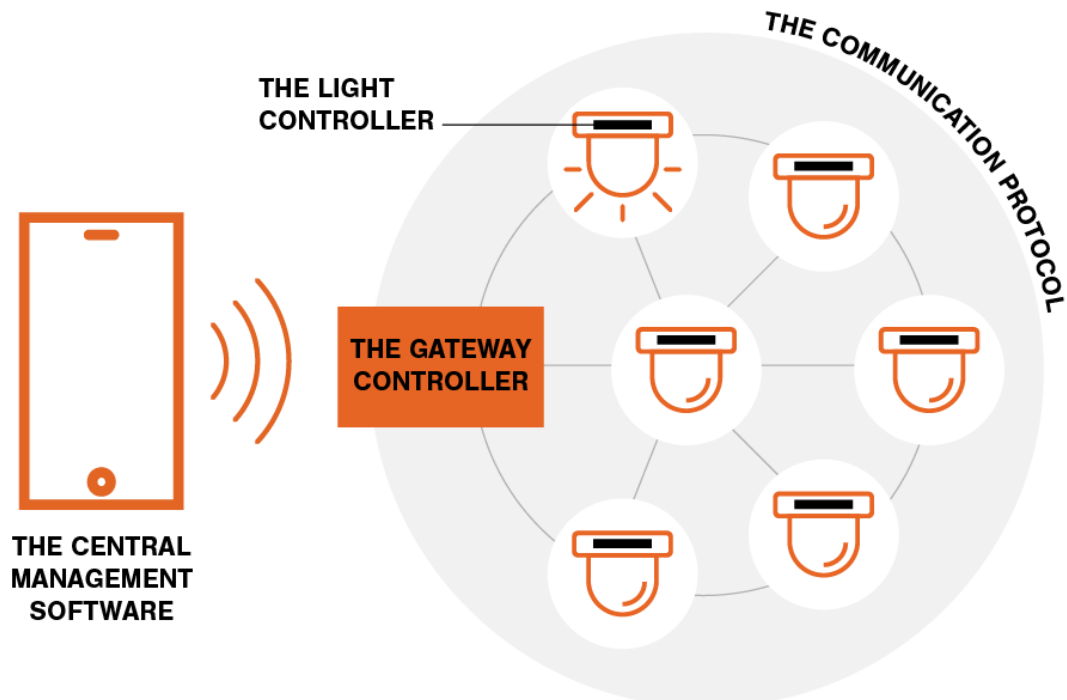 THE COMMUNICATION PROTOCOL
THE LIGHT
CONTROLLER
THE GATEWAY
CONTROLLER
THE CENTRAL
MANAGEMENT
SOFTWARE